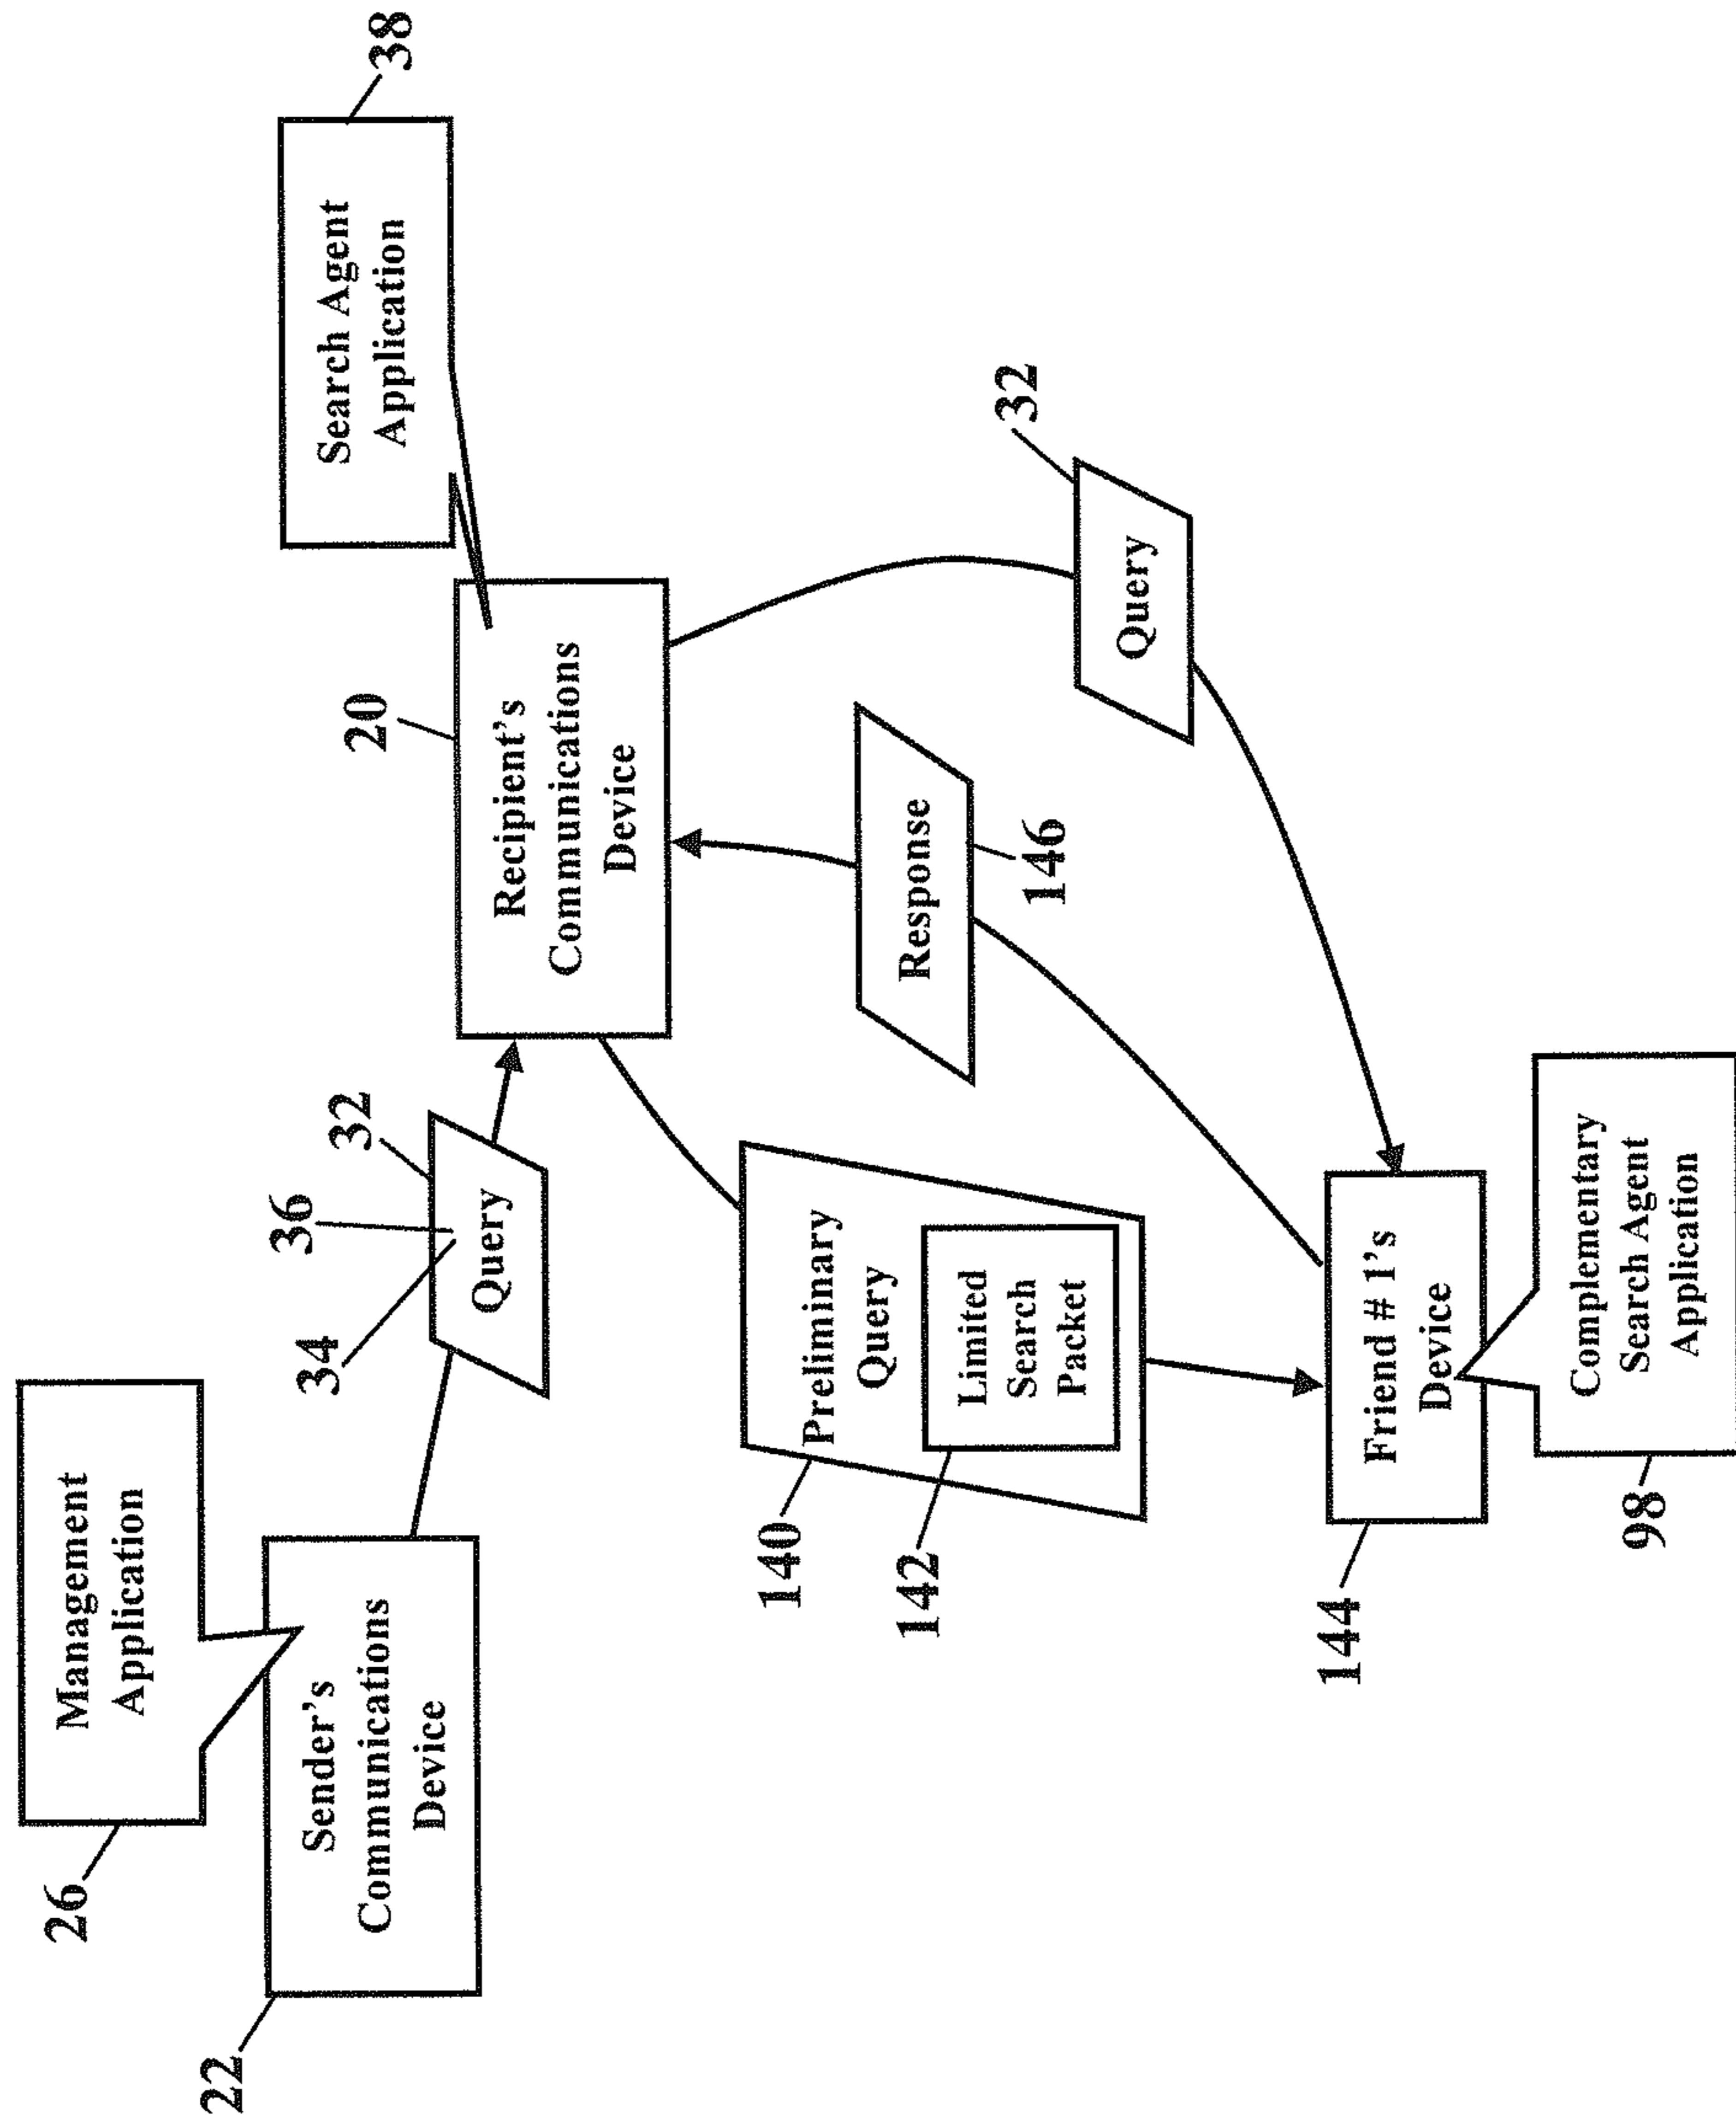 26
Management
Application
22
Sender's
Communications
Device
34
36
32
Query
20
Recipient's
Communications
Device
Search Agent
Application
38
140
Preliminary
Query
142
Limited
Search
Packet
Response
146
Query
32
144
Friend # 1's
Device
98
Complementary
Search Agent
Application